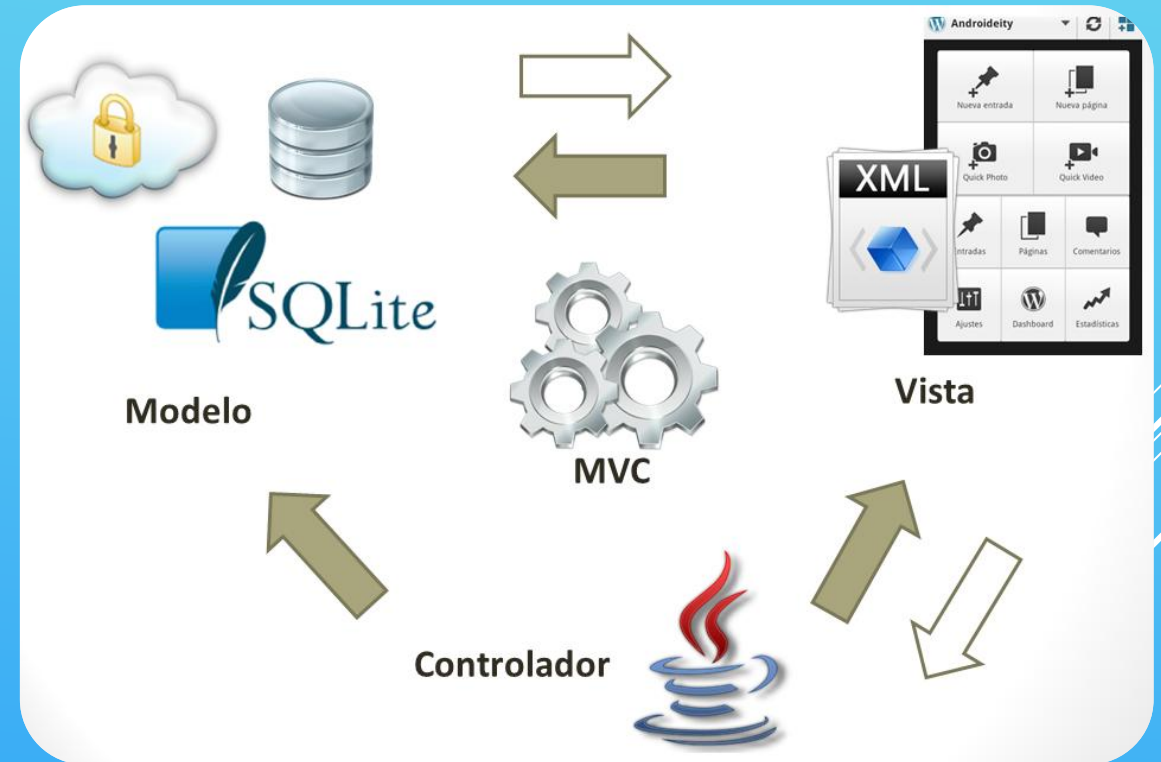 Androideity
Nueva entrada
Nueva página
Quick Photo
Quick Video
XML
ntradas
Páginas
Comentarios
SQLite
Ajustes
Dashboard
Estadísticas
Modelo
Vista
MVC
Controlador